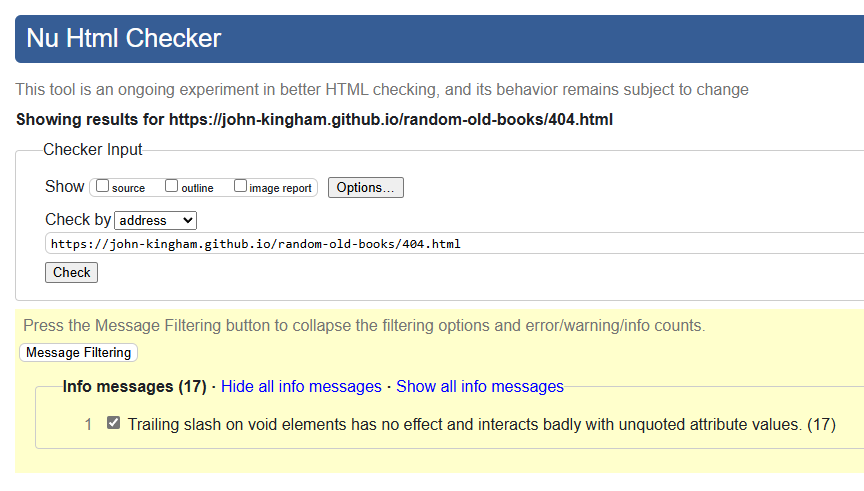 Nu Html Checker
This tool is an ongoing experiment in better HTML checking, and its behavior remains subject to change
Showing results for https://john-kingham.github.io/random-old-books/404.html
Checker Input
Show source outline image report Options...
Check by address
https://john-kingham.github.io/random-old-books/404.html
Check
Press the Message Filtering button to collapse the filtering options and error/warning/info counts.
Message Filtering
Info messages (17) · Hide all info messages · Show all info messages
1 Trailing slash on void elements has no effect and interacts badly with unquoted attribute values. (17)